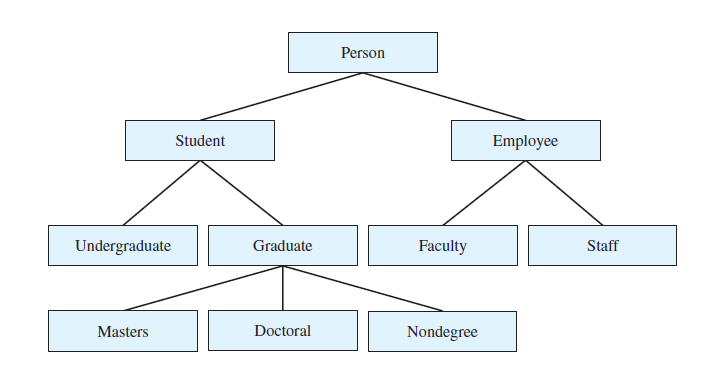 Person
Student
Employee
Undergraduate
Graduate
Faculty
Staff
Masters
Doctoral
Nondegree